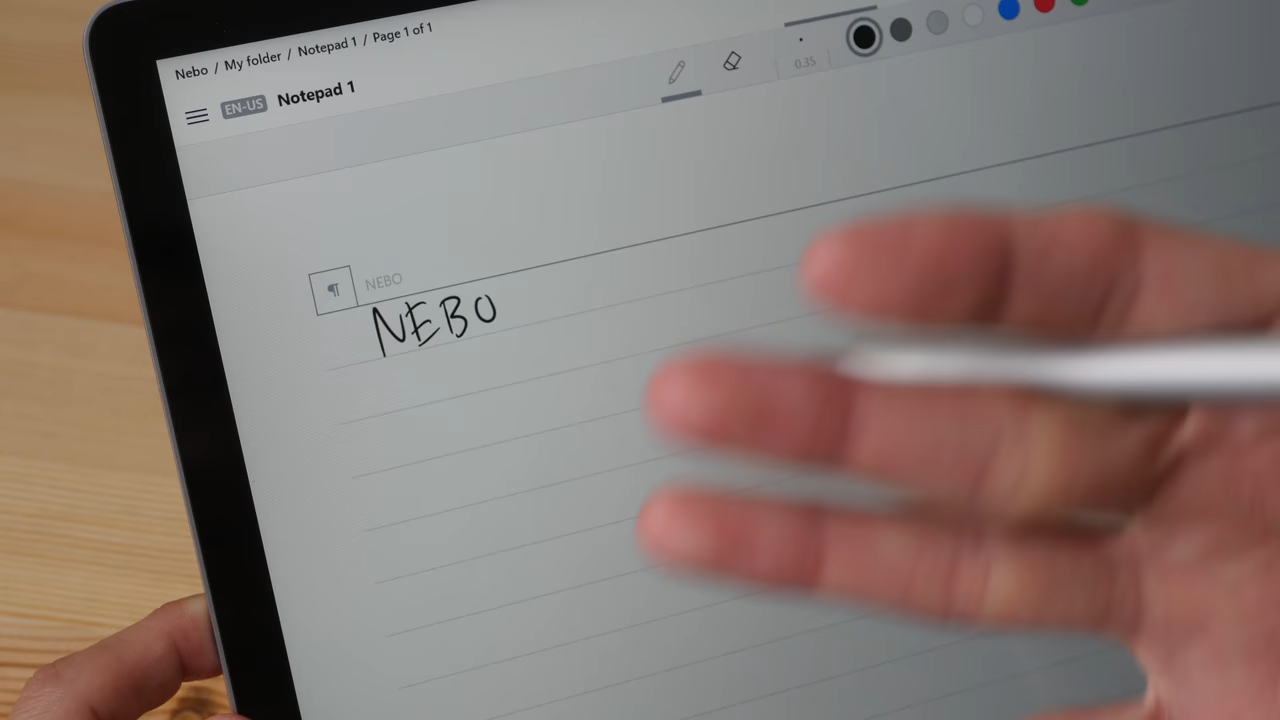 Nebo / My folder / Notepad 1 / Page 1 of 1
EN-US Notepad 1
0.35
¶ NEBO
NEBO